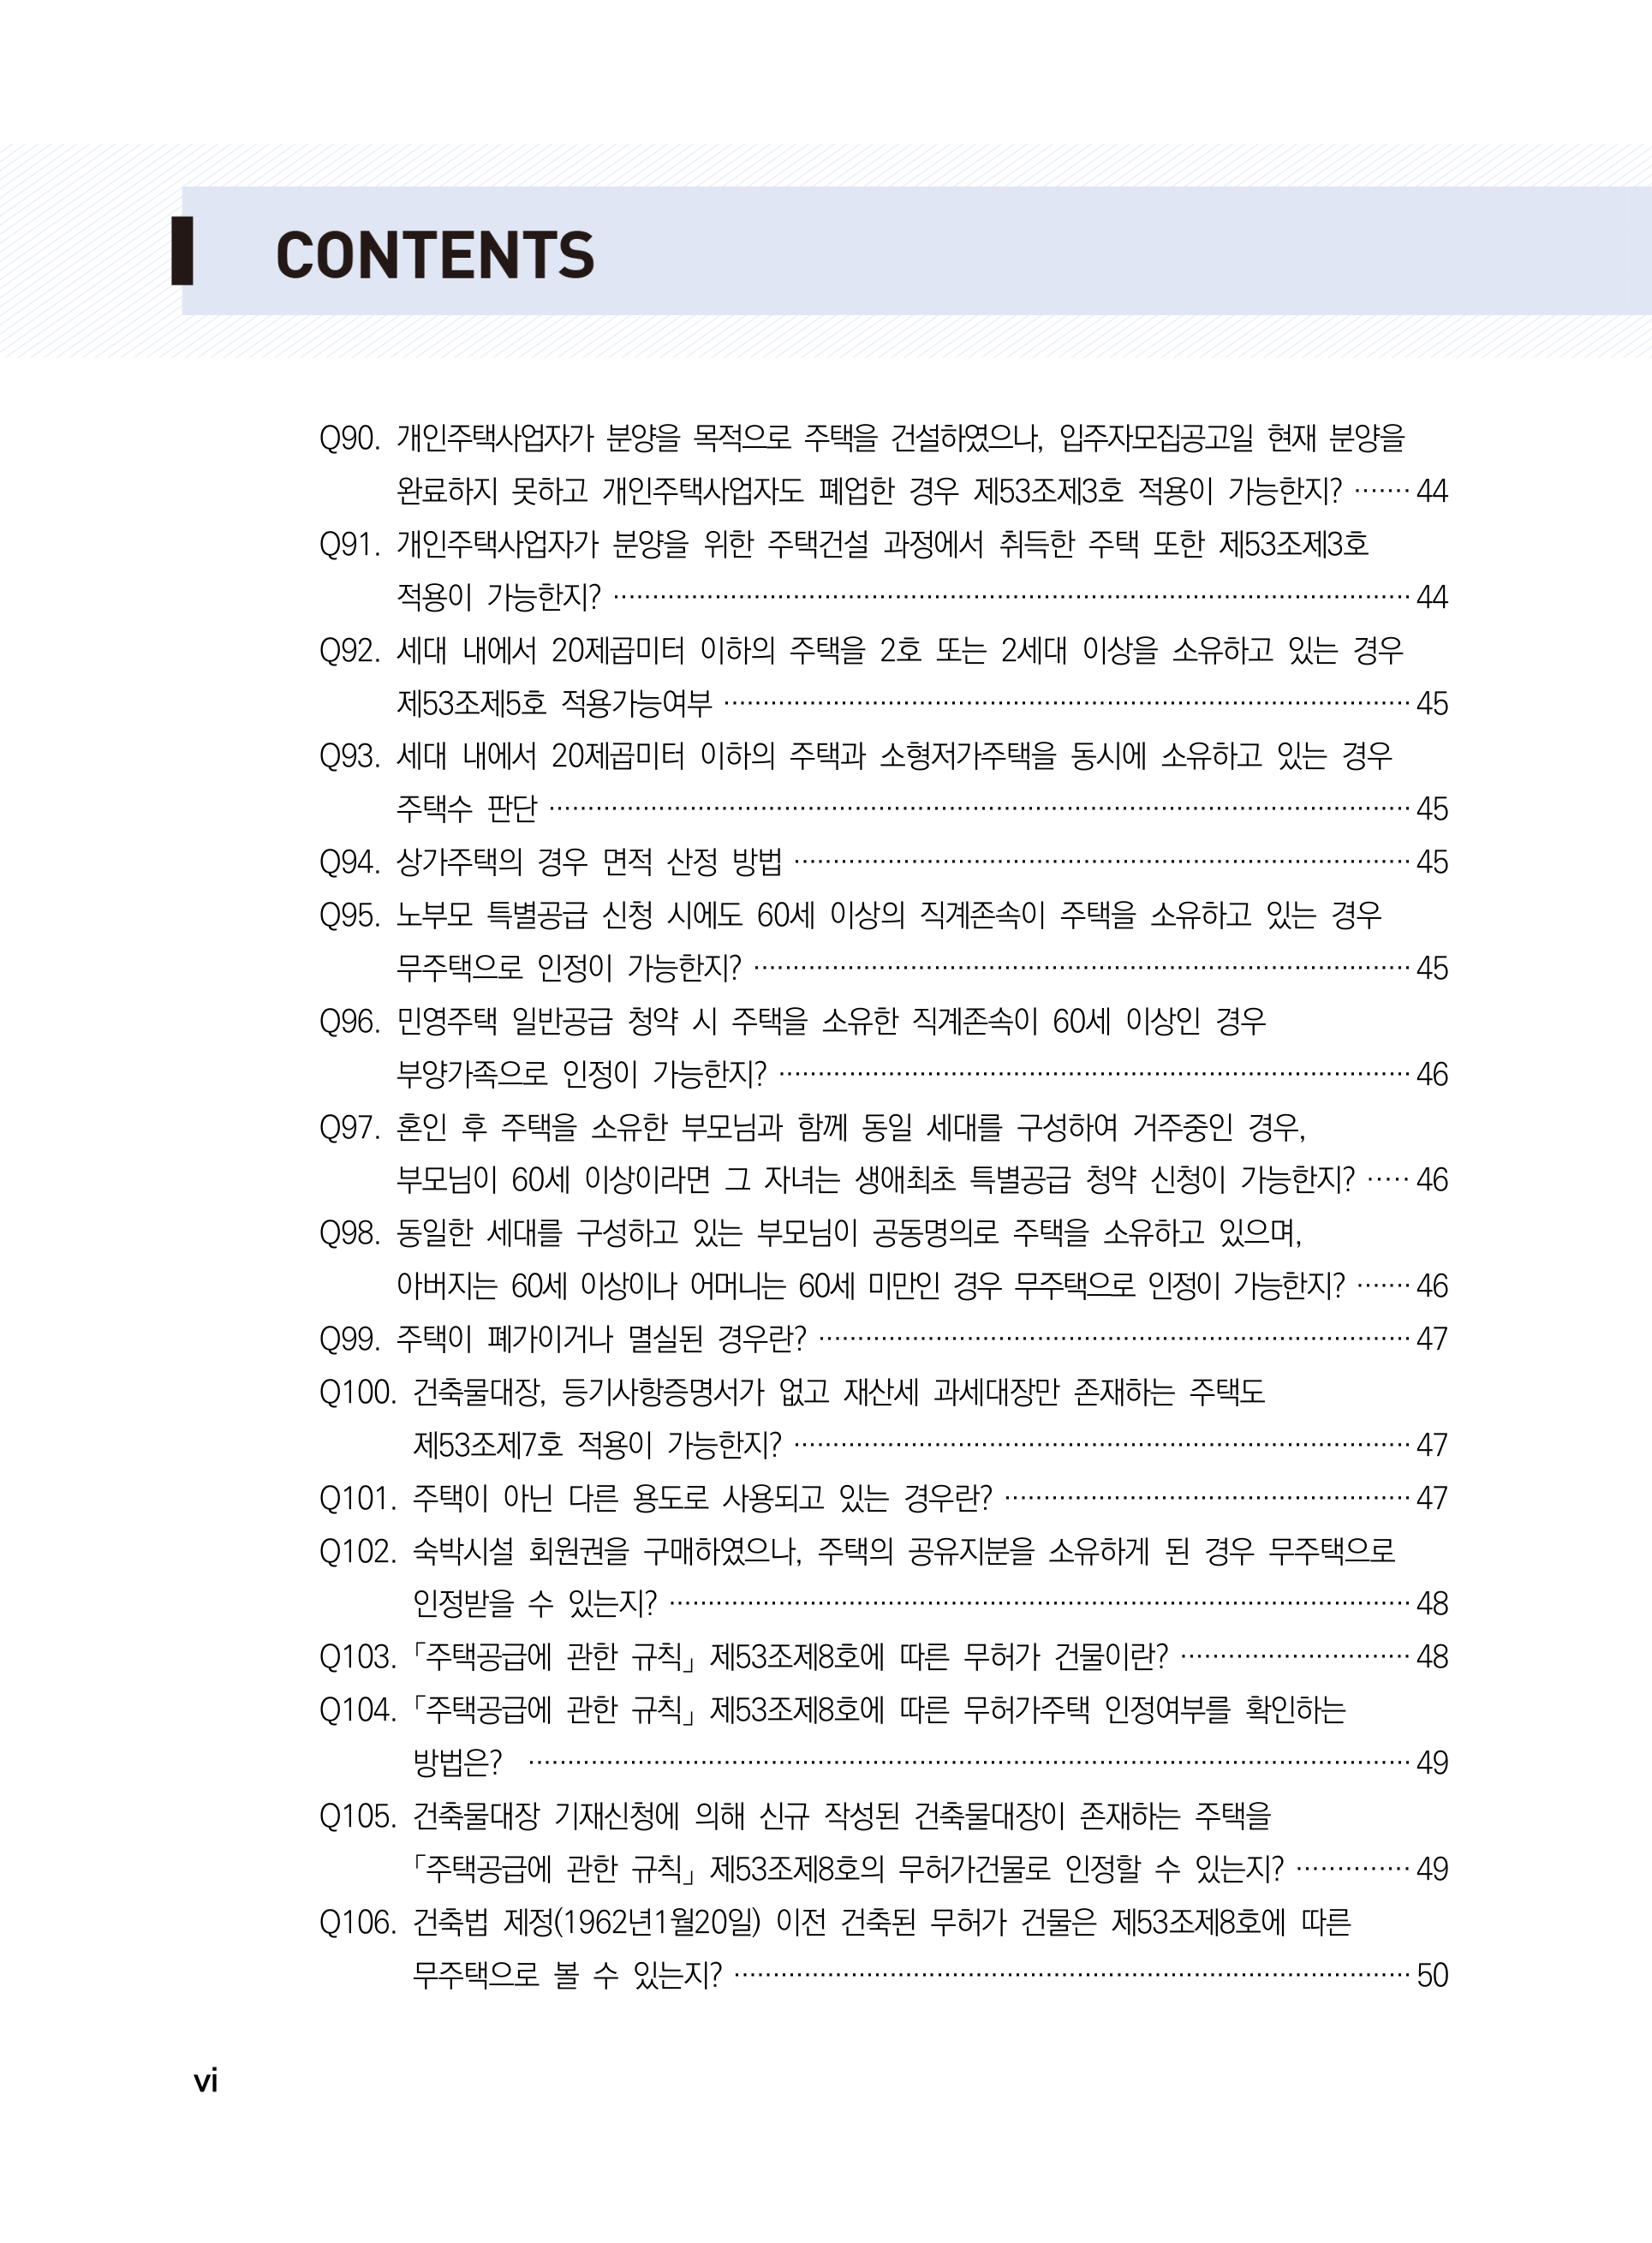 CONTENTS
Q90. 개인주택사업자가 분양을 목적으로 주택을 건설하였으나, 입주자모집공고일 현재 분양을
완료하지 못하고 개인주택사업자도 폐업한 경우 제53조제3호 적용이 가능한지? ······· 44
Q91. 개인주택사업자가 분양을 위한 주택건설 과정에서 취득한 주택 또한 제53조제3호
적용이 가능한지? ······· 44
Q92. 세대 내에서 20제곱미터 이하의 주택을 2호 또는 2세대 이상을 소유하고 있는 경우
제53조제5호 적용가능여부 ······· 45
Q93. 세대 내에서 20제곱미터 이하의 주택과 소형저가주택을 동시에 소유하고 있는 경우
주택수 판단 ······· 45
Q94. 상가주택의 경우 면적 산정 방법 ······· 45
Q95. 노부모 특별공급 신청 시에도 60세 이상의 직계존속이 주택을 소유하고 있는 경우
무주택으로 인정이 가능한지? ······· 45
Q96. 민영주택 일반공급 청약 시 주택을 소유한 직계존속이 60세 이상인 경우
부양가족으로 인정이 가능한지? ······· 46
Q97. 혼인 후 주택을 소유한 부모님과 함께 동일 세대를 구성하여 거주중인 경우,
부모님이 60세 이상이라면 그 자녀는 생애최초 특별공급 청약 신청이 가능한지? ····· 46
Q98. 동일한 세대를 구성하고 있는 부모님이 공동명의로 주택을 소유하고 있으며,
아버지는 60세 이상이나 어머니는 60세 미만인 경우 무주택으로 인정이 가능한지? ······ 46
Q99. 주택이 폐가이거나 멸실된 경우란? ······· 47
Q100. 건축물대장, 등기사항증명서가 없고 재산세 과세대장만 존재하는 주택도
제53조제7호 적용이 가능한지? ······· 47
Q101. 주택이 아닌 다른 용도로 사용되고 있는 경우란? ······· 47
Q102. 숙박시설 회원권을 구매하였으나, 주택의 공유지분을 소유하게 된 경우 무주택으로
인정받을 수 있는지? ······· 48
Q103. 「주택공급에 관한 규칙」 제53조제8호에 따른 무허가 건물이란? ······· 48
Q104. 「주택공급에 관한 규칙」 제53조제8호에 따른 무허가주택 인정여부를 확인하는
방법은? ······· 49
Q105. 건축물대장 기재신청에 의해 신규 작성된 건축물대장이 존재하는 주택을
「주택공급에 관한 규칙」 제53조제8호의 무허가건물로 인정할 수 있는지? ······· 49
Q106. 건축법 제정(1962년1월20일) 이전 건축된 무허가 건물은 제53조제8호에 따른
무주택으로 볼 수 있는지? ······· 50
vi